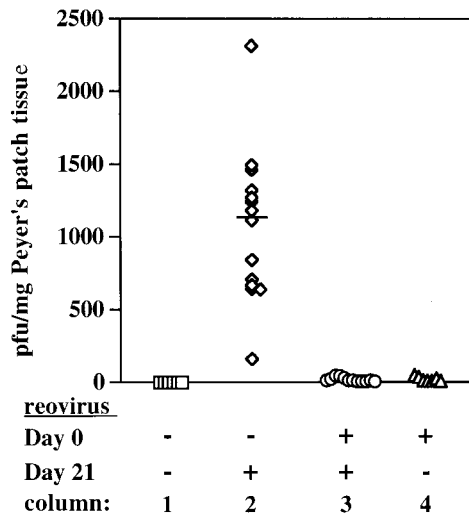 pfu/mg Peyer's patch tissue
2500
2000
1500
1000
500
0
reovirus
Day 0 - - + +
Day 21 - + + -
column: 1 2 3 4